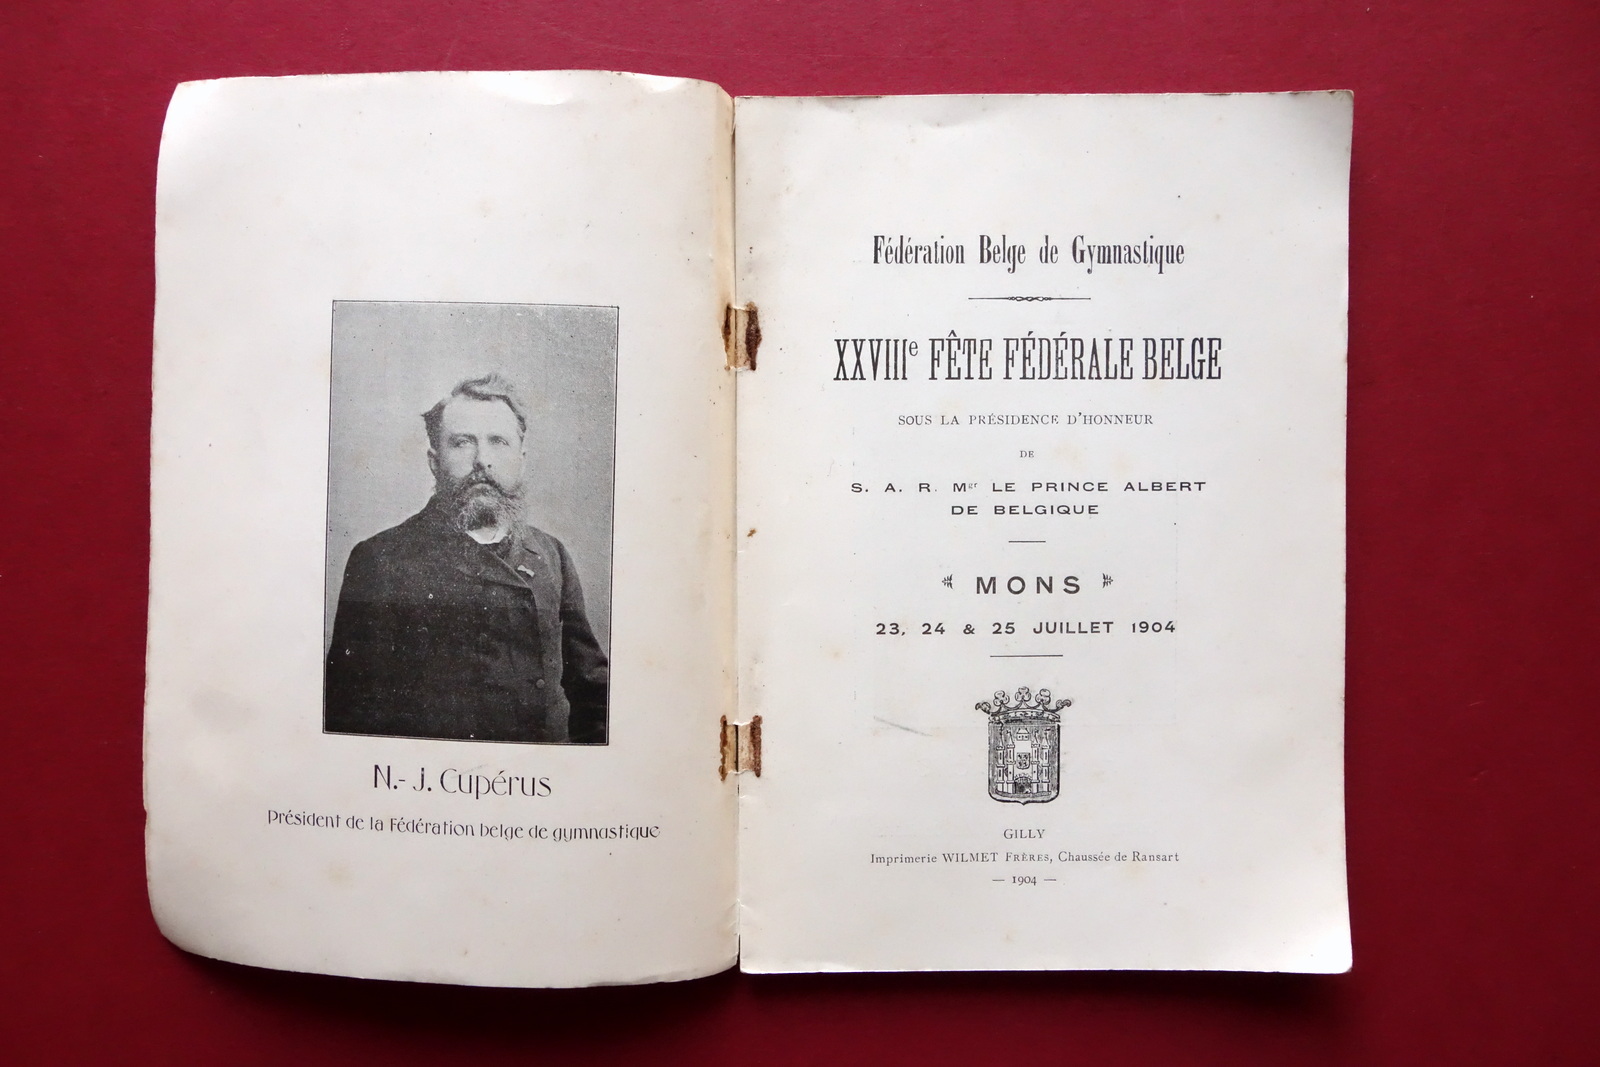 N.- J. Cupérus
Président de la Fédération belge de gymnastique
Fédération Belge de Gymnastique
XXVIIIe FÊTE FÉDÉRALE BELGE
SOUS LA PRÉSIDENCE D'HONNEUR
DE
S. A. R. Mgr LE PRINCE ALBERT
DE BELGIQUE
MONS
23, 24 & 25 JUILLET 1904
GILLY
Imprimerie WILMET FRÈRES, Chaussée de Ransart
— 1904 —